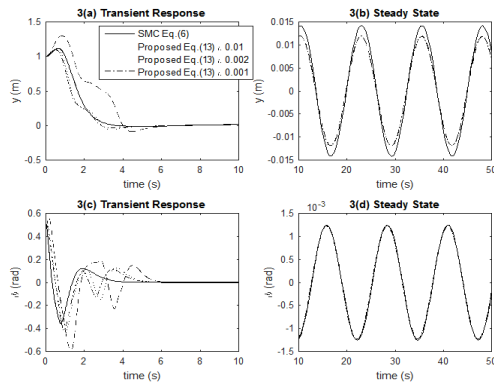 3(a) Transient Response
1.5
1
0.5
0
-0.5
y (m)
0 2 4 6 8 10
time (s)
SMC Eq.(6)
Proposed Eq.(13) 0.01
Proposed Eq.(13) 0.002
Proposed Eq.(13) 0.001
3(b) Steady State
0.015
0.01
0.005
0
-0.005
-0.01
-0.015
y (m)
10 20 30 40 50
time (s)
3(c) Transient Response
0.6
0.4
0.2
0
-0.2
-0.4
-0.6
(rad)
0 2 4 6 8 10
time (s)
3(d) Steady State
10⁻³
1.5
1
0.5
0
-0.5
-1
-1.5
(rad)
10 20 30 40 50
time (s)